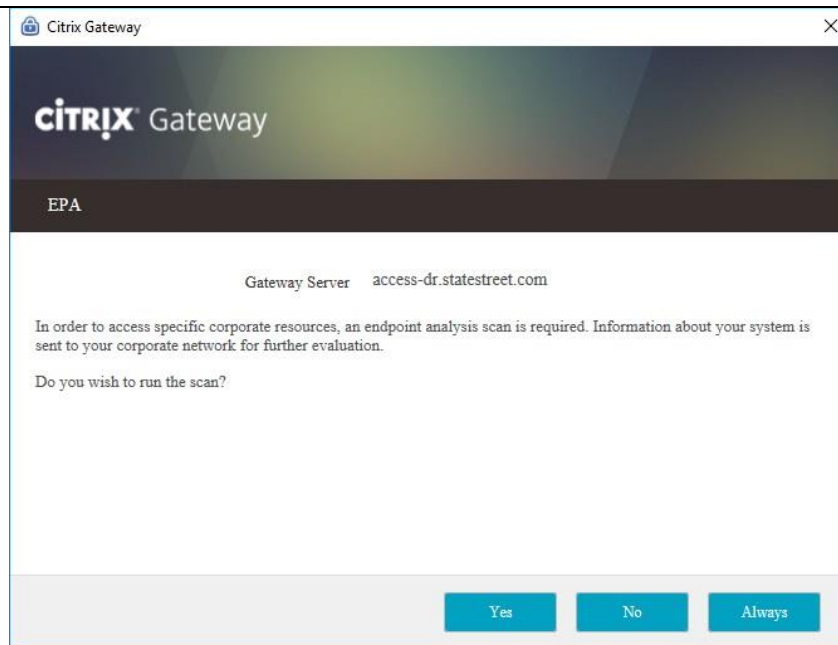 Citrix Gateway
CİTRIX Gateway
EPA
Gateway Server access-dr.statestreet.com
In order to access specific corporate resources, an endpoint analysis scan is required. Information about your system is
sent to your corporate network for further evaluation.
Do you wish to run the scan?
Yes No Always